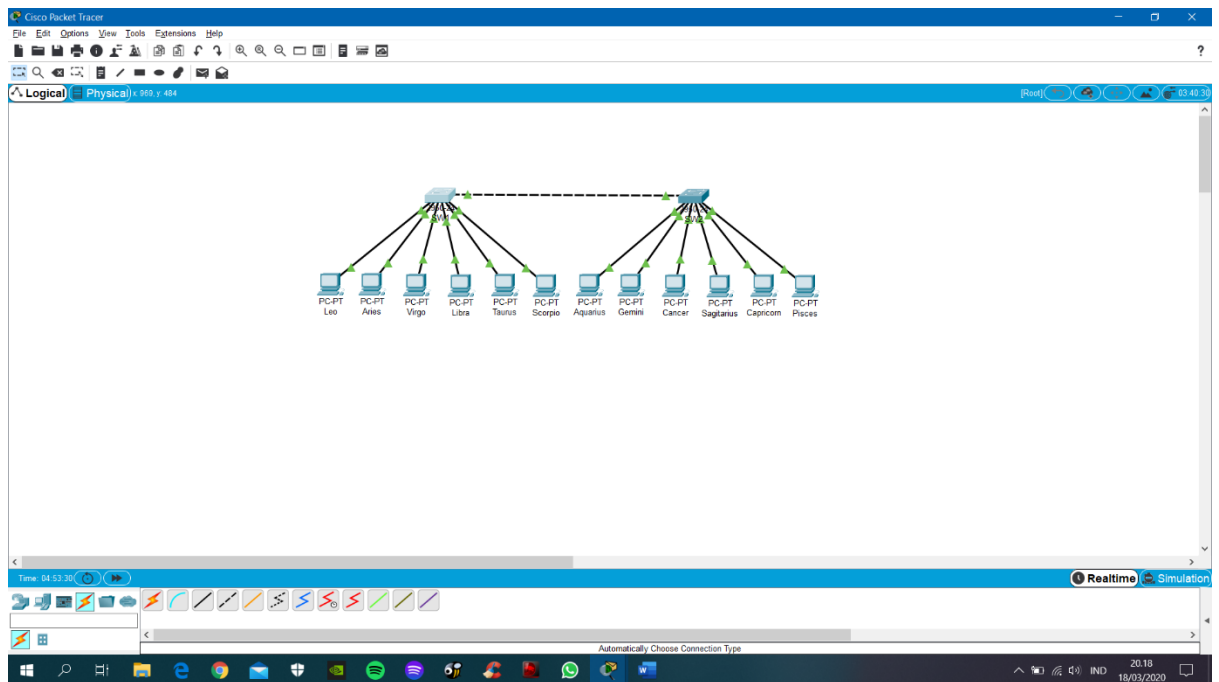 Cisco Packet Tracer
File Edit Options View Tools Extensions Help
?
Logical Physical x: 960, y: 484 [Root] 03:40:30
SW1 SW2
PC-PT PC-PT PC-PT PC-PT PC-PT PC-PT PC-PT PC-PT PC-PT PC-PT PC-PT PC-PT
Leo Aries Virgo Libra Taurus Scorpio Aquarius Gemini Cancer Sagitarius Capricorn Pisces
Time: 04:53:30 Realtime Simulation
Automatically Choose Connection Type
IND 20.18
18/03/2020